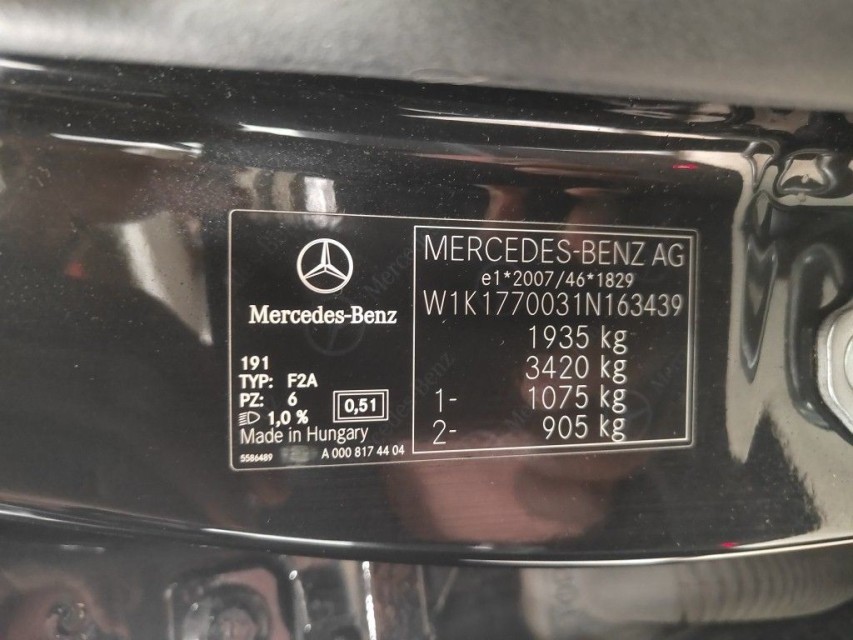 Mercedes-Benz
191
TYP: F2A
PZ: 6
1,0 %
0,51
Made in Hungary
5586489
A 000 817 44 04
MERCEDES-BENZ AG
e1*2007/46*1829
W1K1770031N163439
1935 kg
3420 kg
1- 1075 kg
2- 905 kg